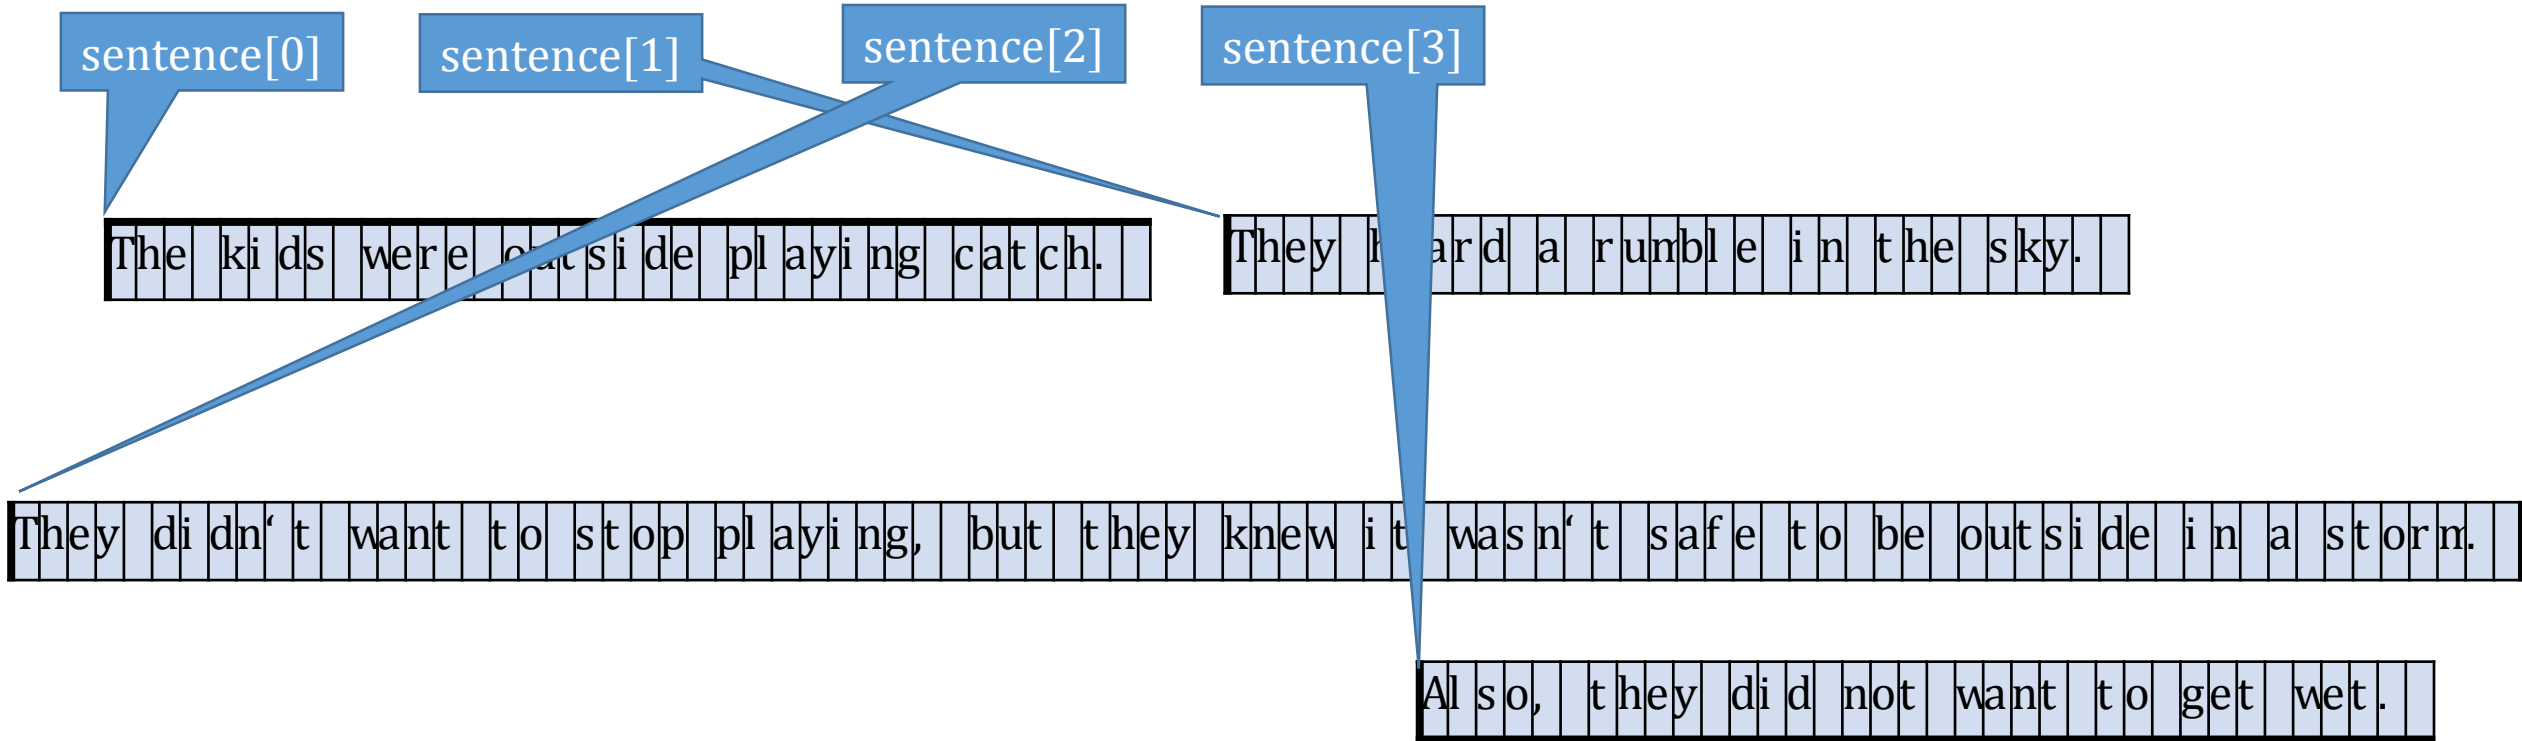 sentence[0] sentence[1] sentence[2] sentence[3]
The kids were outside playing catch. They heard a rumble in the sky.
They didn‘t want to stop playing, but they knew it wasn‘t safe to be outside in a storm.
Also, they did not want to get wet.